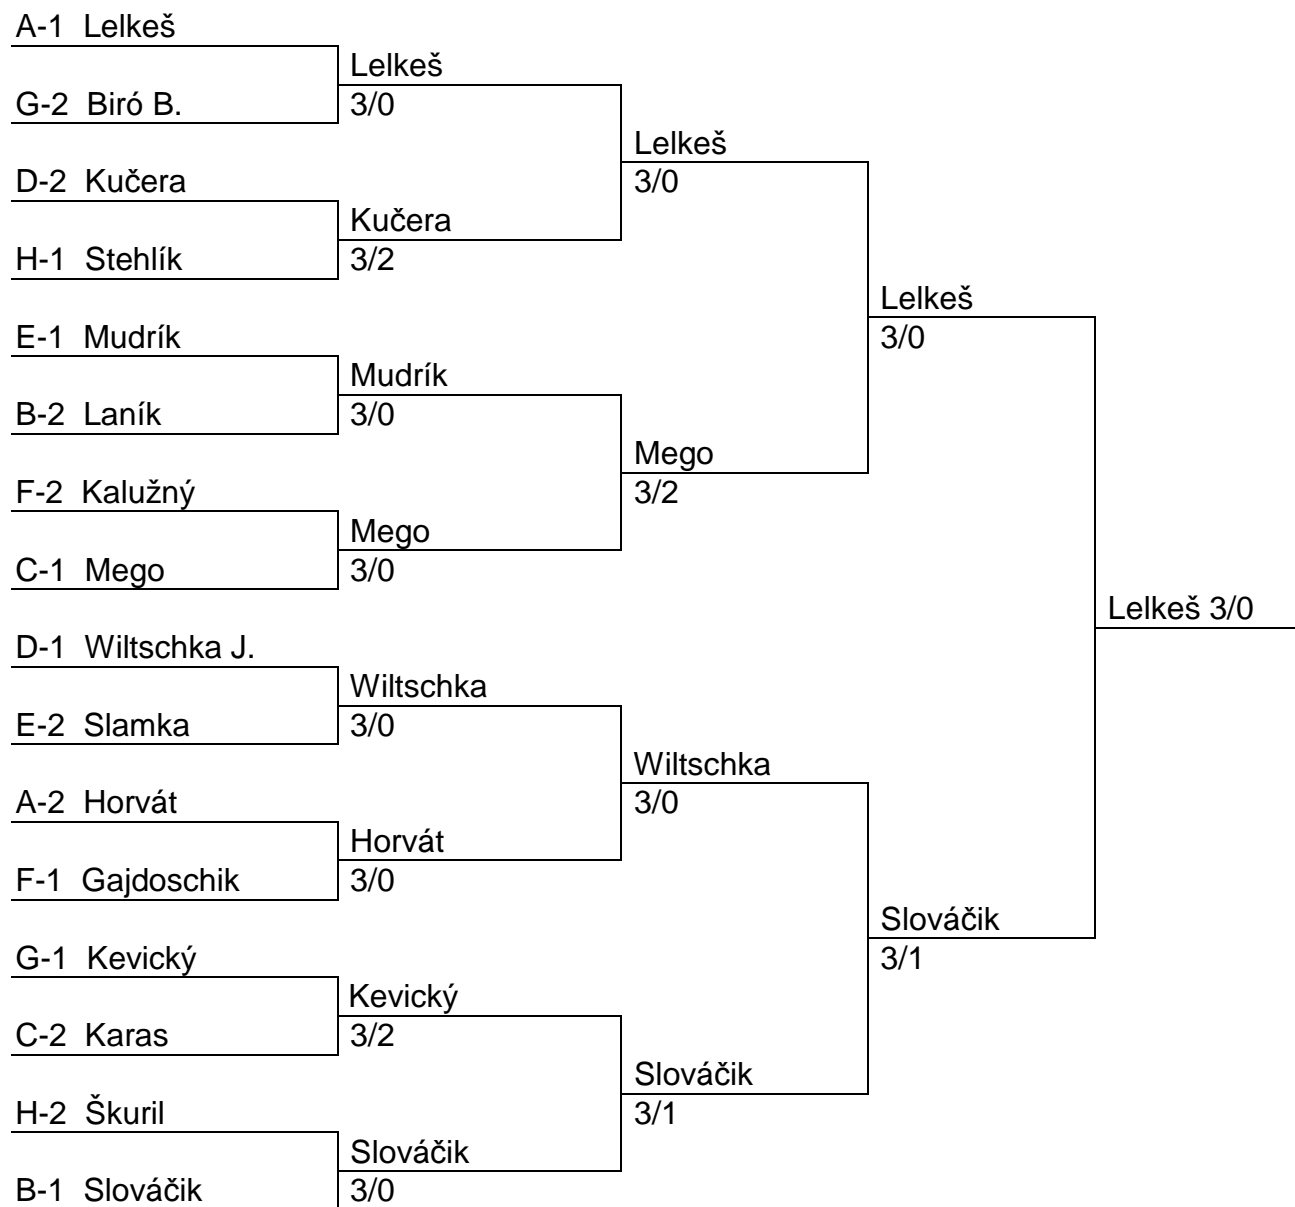 A-1 Lelkeš
Lelkeš
G-2 Biró B.
3/0
Lelkeš
D-2 Kučera
3/0
Kučera
H-1 Stehlík
3/2
Lelkeš
E-1 Mudrík
3/0
Mudrík
B-2 Laník
3/0
Mego
F-2 Kalužný
3/2
Mego
C-1 Mego
3/0
Lelkeš 3/0
D-1 Wiltschka J.
Wiltschka
E-2 Slamka
3/0
Wiltschka
A-2 Horvát
3/0
Horvát
F-1 Gajdoschik
3/0
Slováčik
G-1 Kevický
3/1
Kevický
C-2 Karas
3/2
Slováčik
H-2 Škuril
3/1
Slováčik
B-1 Slováčik
3/0